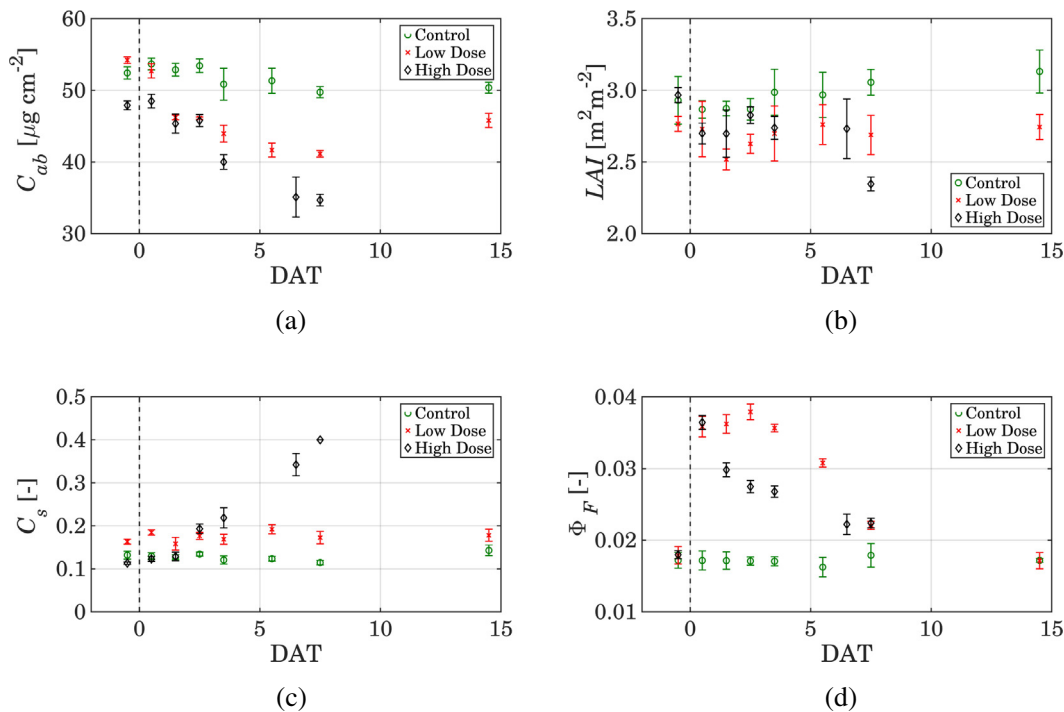 60
50
40
30
C_ab [μg cm^-2]
Control
Low Dose
High Dose
0 5 10 15
DAT
(a)
3.5
3.0
2.5
2.0
LAI [m^2m^-2]
Control
Low Dose
High Dose
0 5 10 15
DAT
(b)
0.5
0.4
0.3
0.2
0.1
0
C_s [-]
Control
Low Dose
High Dose
0 5 10 15
DAT
(c)
0.04
0.03
0.02
0.01
Φ_F [-]
Control
Low Dose
High Dose
0 5 10 15
DAT
(d)